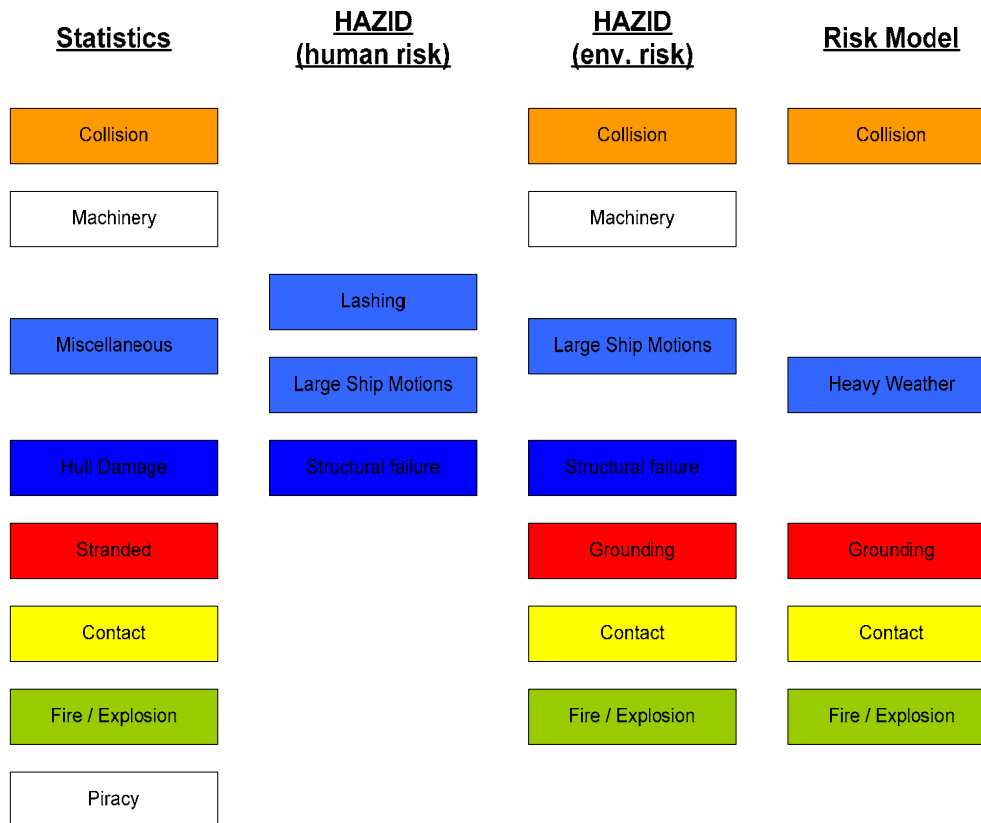 Statistics
HAZID
(human risk)
HAZID
(env. risk)
Risk Model
Collision
Collision
Collision
Machinery
Machinery
Lashing
Miscellaneous
Large Ship Motions
Large Ship Motions
Heavy Weather
Hull Damage
Structural failure
Structural failure
Stranded
Grounding
Grounding
Contact
Contact
Contact
Fire / Explosion
Fire / Explosion
Fire / Explosion
Piracy